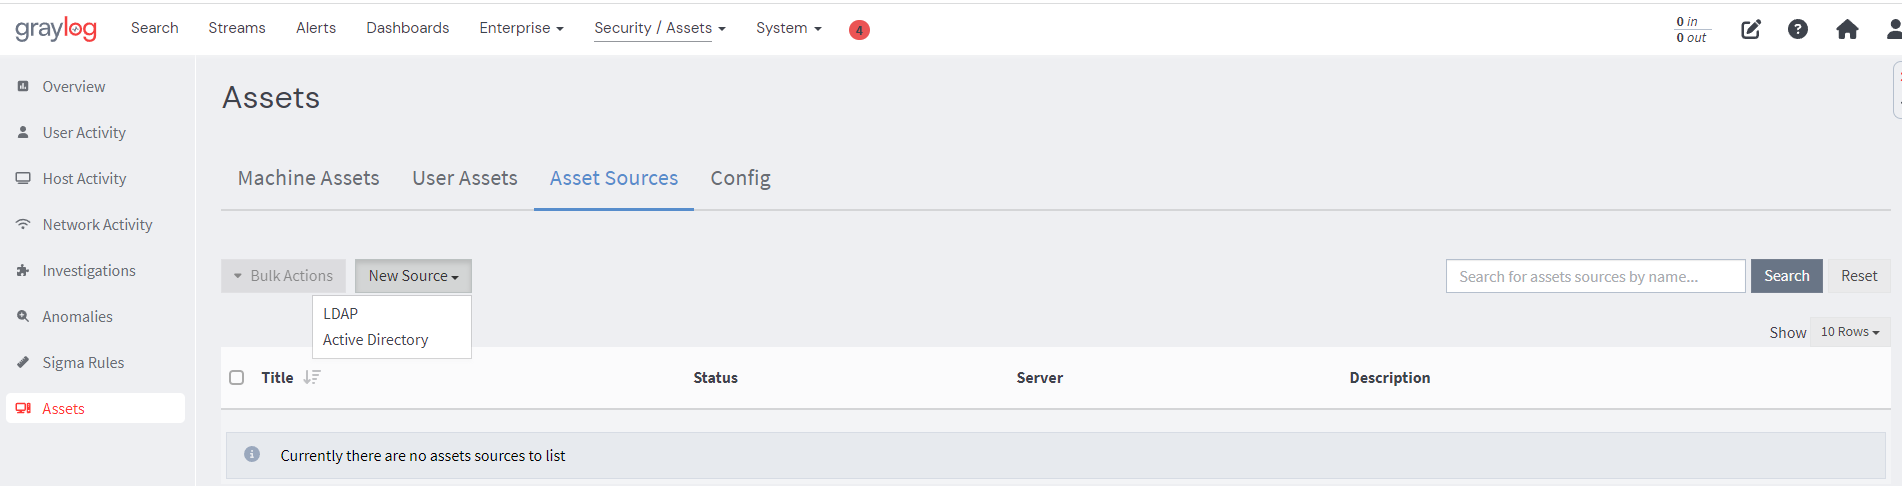 graylog Search Streams Alerts Dashboards Enterprise Security / Assets System 4 0 in
0 out
Overview
User Activity
Host Activity
Network Activity
Investigations
Anomalies
Sigma Rules
Assets
Assets
Machine Assets User Assets Asset Sources Config
Bulk Actions New Source Search for assets sources by name... Search Reset
LDAP
Active Directory
Show 10 Rows
Title Status Server Description
Currently there are no assets sources to list